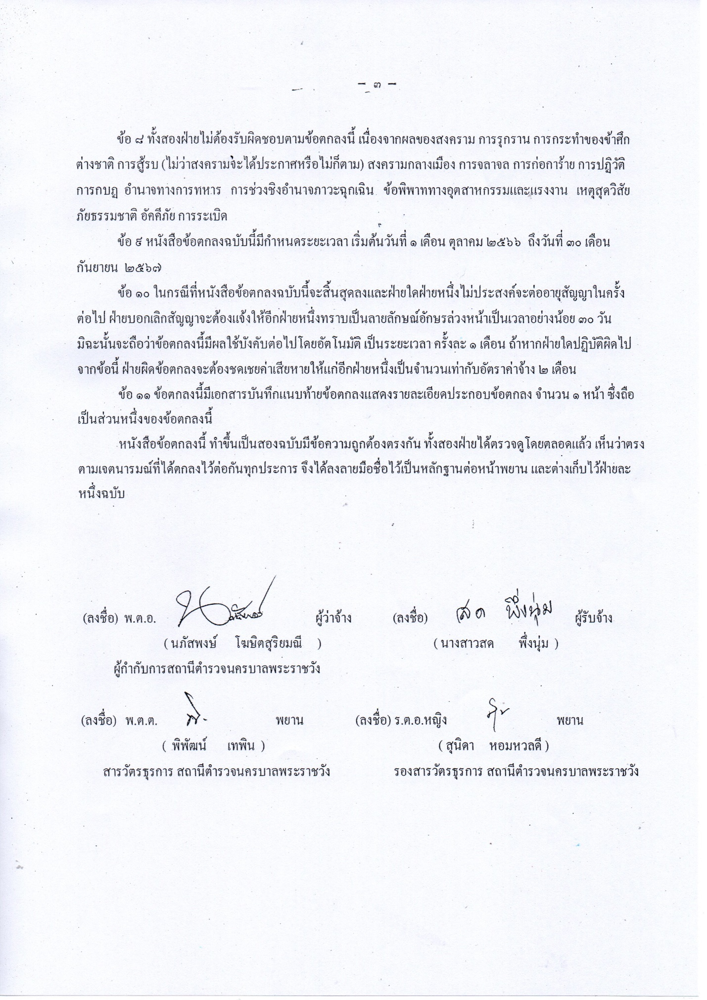 - ๓ -
ข้อ ๘ ทั้งสองฝ่ายไม่ต้องรับผิดชอบตามข้อตกลงนี้ เนื่องจากผลของสงคราม การรุกราน การกระทำของข้าศึก
ต่างชาติ การสู้รบ (ไม่ว่าสงครามจะได้ประกาศหรือไม่ก็ตาม) สงครามกลางเมือง การจลาจล การก่อการ้าย การปฏิวัติ
การกบฏ อำนาจทางการทหาร การช่วงชิงอำนาจภาวะฉุกเฉิน ข้อพิพาททางอุตสาหกรรมและแรงงาน เหตุสุดวิสัย
ภัยธรรมชาติ อัคคีภัย การระเบิด
ข้อ ๙ หนังสือข้อตกลงฉบับนี้มีกำหนดระยะเวลา เริ่มต้นวันที่ ๑ เดือน ตุลาคม ๒๕๖๖ ถึงวันที่ ๓๐ เดือน
กันยายน ๒๕๖๗
ข้อ ๑๐ ในกรณีที่หนังสือข้อตกลงฉบับนี้จะสิ้นสุดลงและฝ่ายใดฝ่ายหนึ่งไม่ประสงค์จะต่ออายุสัญญาในครั้ง
ต่อไป ฝ่ายบอกเลิกสัญญาจะต้องแจ้งให้อีกฝ่ายหนึ่งทราบเป็นลายลักษณ์อักษรล่วงหน้าเป็นเวลาอย่างน้อย ๓๐ วัน
มิฉะนั้นจะถือว่าข้อตกลงนี้มีผลใช้บังคับต่อไปโดยอัตโนมัติ เป็นระยะเวลา ครั้งละ ๑ เดือน ถ้าหากฝ่ายใดปฏิบัติผิดไป
จากข้อนี้ ฝ่ายผิดข้อตกลงจะต้องชดเชยค่าเสียหายให้แก่อีกฝ่ายหนึ่งเป็นจำนวนเท่ากับอัตราค่าจ้าง ๒ เดือน
ข้อ ๑๑ ข้อตกลงนี้มีเอกสารบันทึกแนบท้ายข้อตกลงแสดงรายละเอียดประกอบข้อตกลง จำนวน ๑ หน้า ซึ่งถือ
เป็นส่วนหนึ่งของข้อตกลงนี้
หนังสือข้อตกลงนี้ ทำขึ้นเป็นสองฉบับมีข้อความถูกต้องตรงกัน ทั้งสองฝ่ายได้ตรวจดูโดยตลอดแล้ว เห็นว่าตรง
ตามเจตนารมณ์ที่ได้ตกลงไว้ต่อกันทุกประการ จึงได้ลงลายมือชื่อไว้เป็นหลักฐานต่อหน้าพยาน และต่างเก็บไว้ฝ่ายละ
หนึ่งฉบับ
(ลงชื่อ) พ.ต.อ. ผู้ว่าจ้าง (ลงชื่อ) สด พึ่งนุ่ม ผู้รับจ้าง
( นภัสพงษ์ โฆษิตสุริยมณี ) ( นางสาวสด พึ่งนุ่ม )
ผู้กำกับการสถานีตำรวจนครบาลพระราชวัง
(ลงชื่อ) พ.ต.ต. พยาน (ลงชื่อ) ร.ต.อ.หญิง พยาน
( พิพัฒน์ เทพิน ) ( สุนิดา หอมหวลดี )
สารวัตรธุรการ สถานีตำรวจนครบาลพระราชวัง รองสารวัตรธุรการ สถานีตำรวจนครบาลพระราชวัง